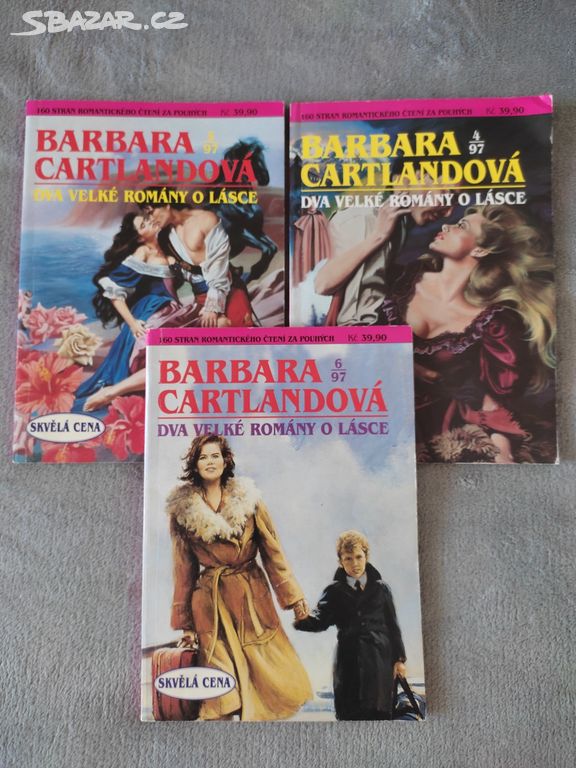 SBAZAR.CZ
160 STRAN ROMANTICKÉHO ČTENÍ ZA POUHÝCH Kč 39,90
BARBARA
97
CARTLANDOVÁ
DVA VELKÉ ROMÁNY O LÁSCE
SKVĚLÁ CENA
160 STRAN ROMANTICKÉHO ČTENÍ ZA POUHÝCH Kč 39,90
BARBARA 4/97
CARTLANDOVÁ
DVA VELKÉ ROMÁNY O LÁSCE
160 STRAN ROMANTICKÉHO ČTENÍ ZA POUHÝCH Kč 39,90
BARBARA 6/97
CARTLANDOVÁ
DVA VELKÉ ROMÁNY O LÁSCE
SKVĚLÁ CENA